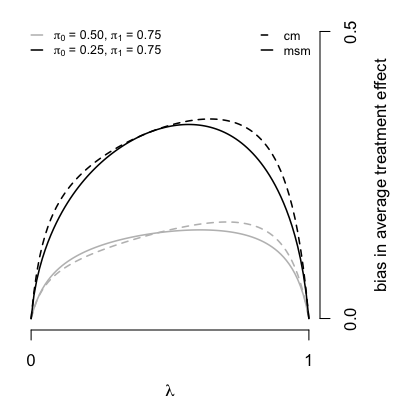 π₀ = 0.50, π₁ = 0.75
π₀ = 0.25, π₁ = 0.75
cm
msm
0.5
bias in average treatment effect
0.0
0
1
λ